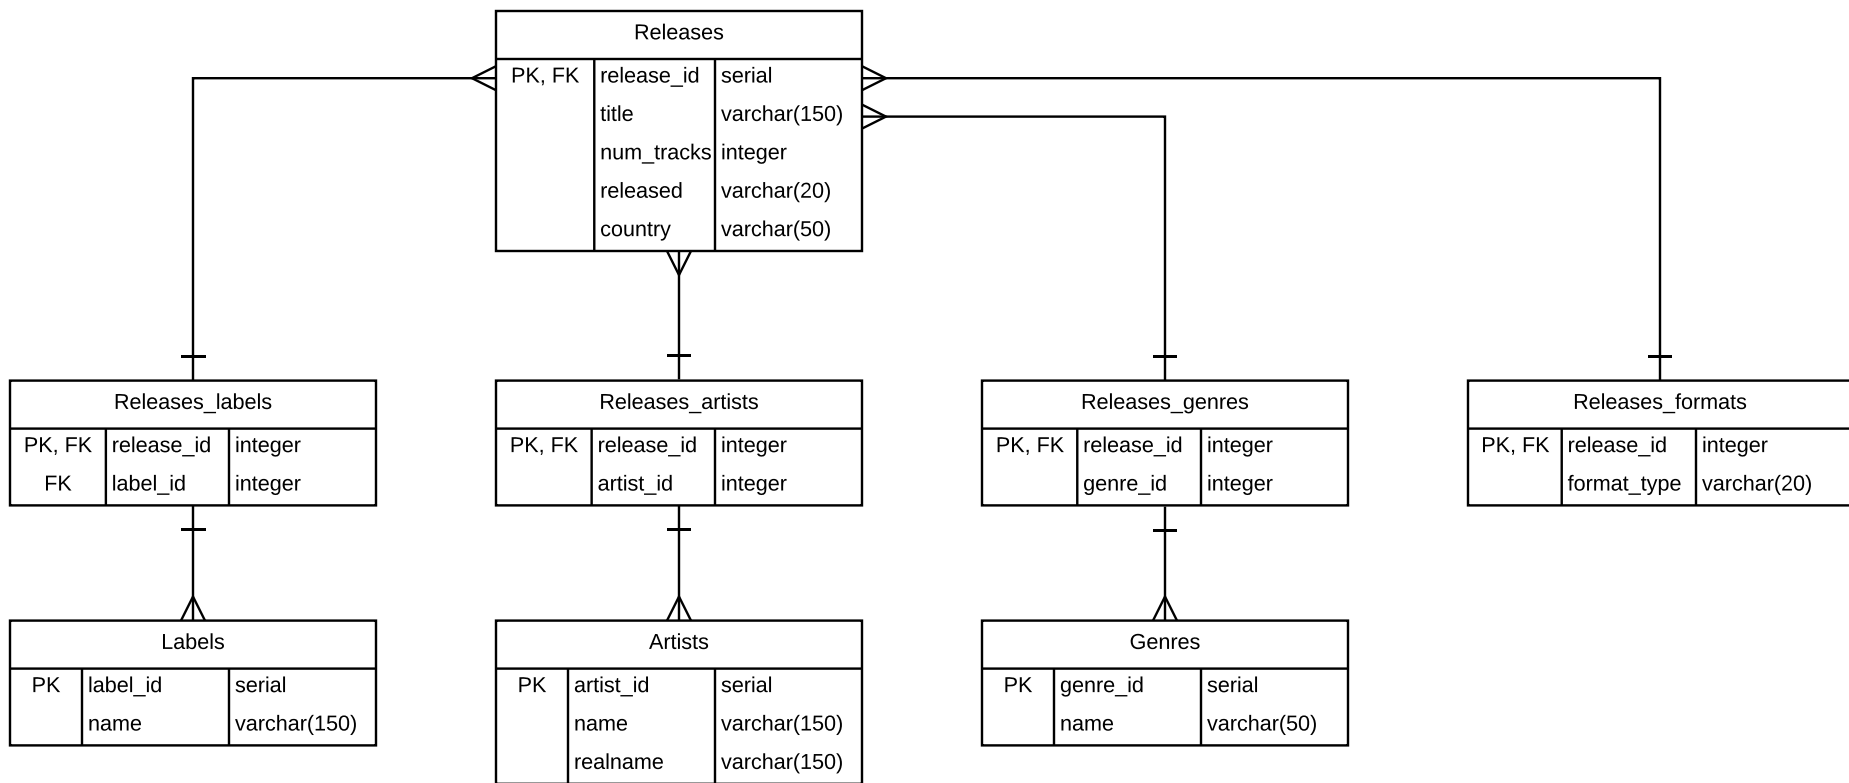 Releases
PK, FK release_id serial
title varchar(150)
num_tracks integer
released varchar(20)
country varchar(50)
Releases_labels
PK, FK release_id integer
FK label_id integer
Releases_artists
PK, FK release_id integer
artist_id integer
Releases_genres
PK, FK release_id integer
genre_id integer
Releases_formats
PK, FK release_id integer
format_type varchar(20)
Labels
PK label_id serial
name varchar(150)
Artists
PK artist_id serial
name varchar(150)
realname varchar(150)
Genres
PK genre_id serial
name varchar(50)